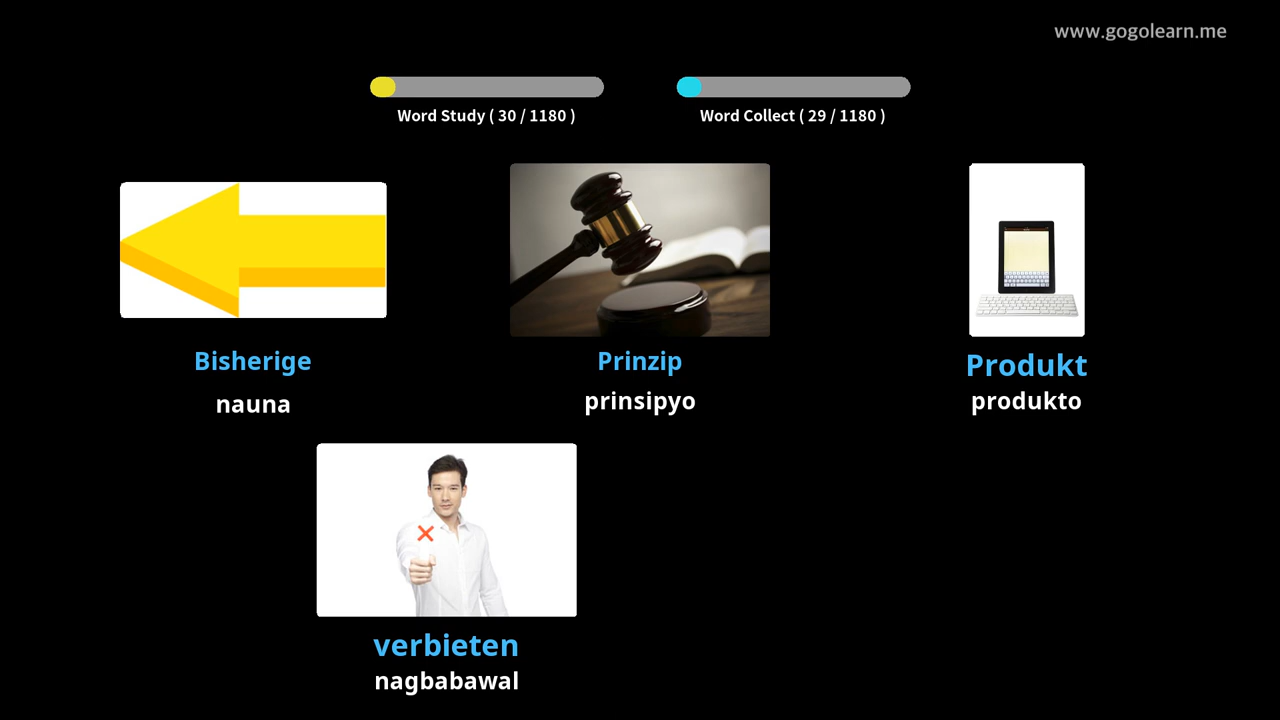 www.gogolearn.me
Word Study ( 30 / 1180 )
Word Collect ( 29 / 1180 )
Bisherige
nauna
Prinzip
prinsipyo
Produkt
produkto
verbieten
nagbabawal